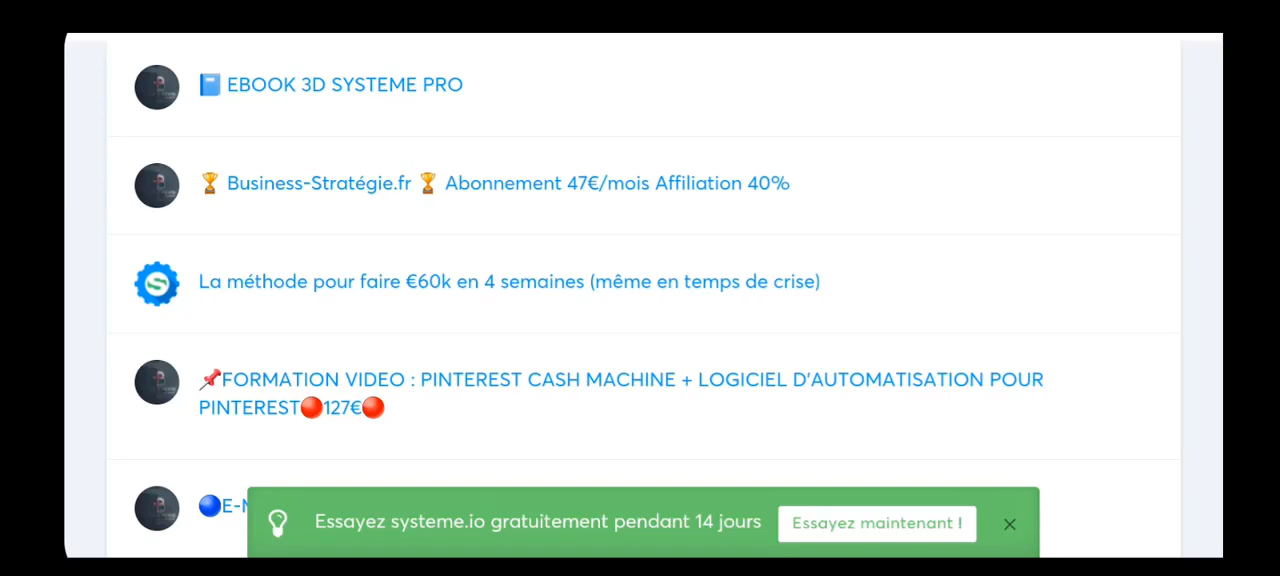 📘 EBOOK 3D SYSTEME PRO
🏆 Business-Stratégie.fr 🏆 Abonnement 47€/mois Affiliation 40%
La méthode pour faire €60k en 4 semaines (même en temps de crise)
📌FORMATION VIDEO : PINTEREST CASH MACHINE + LOGICIEL D'AUTOMATISATION POUR
PINTEREST🔴127€🔴
Essayez systeme.io gratuitement pendant 14 jours
Essayez maintenant !